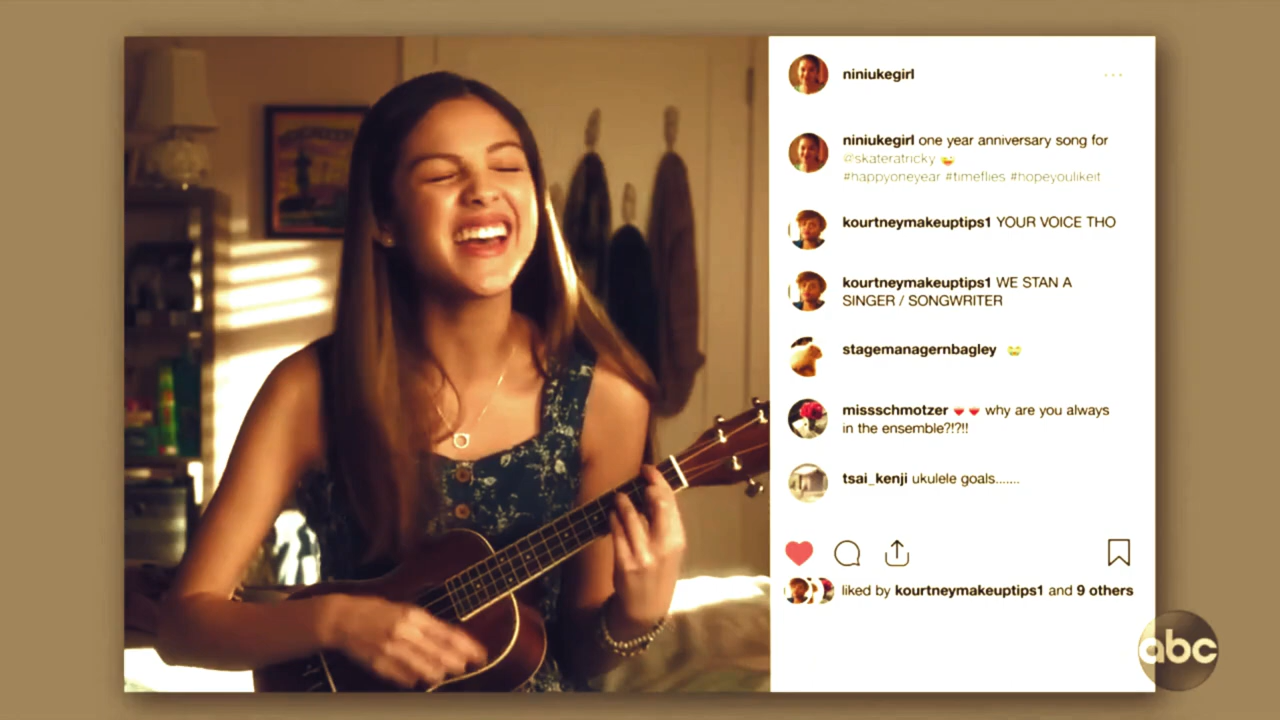 niniukegirl
niniukegirl one year anniversary song for
@skateratricky
#happyoneyear #timeflies #hopeyoulikeit
kourtneymakeuptips1 YOUR VOICE THO
kourtneymakeuptips1 WE STAN A
SINGER / SONGWRITER
stagemanagernbagley
missschmotzer ❤️❤️ why are you always
in the ensemble?!?!!
tsai_kenji ukulele goals.......
liked by kourtneymakeuptips1 and 9 others
abc